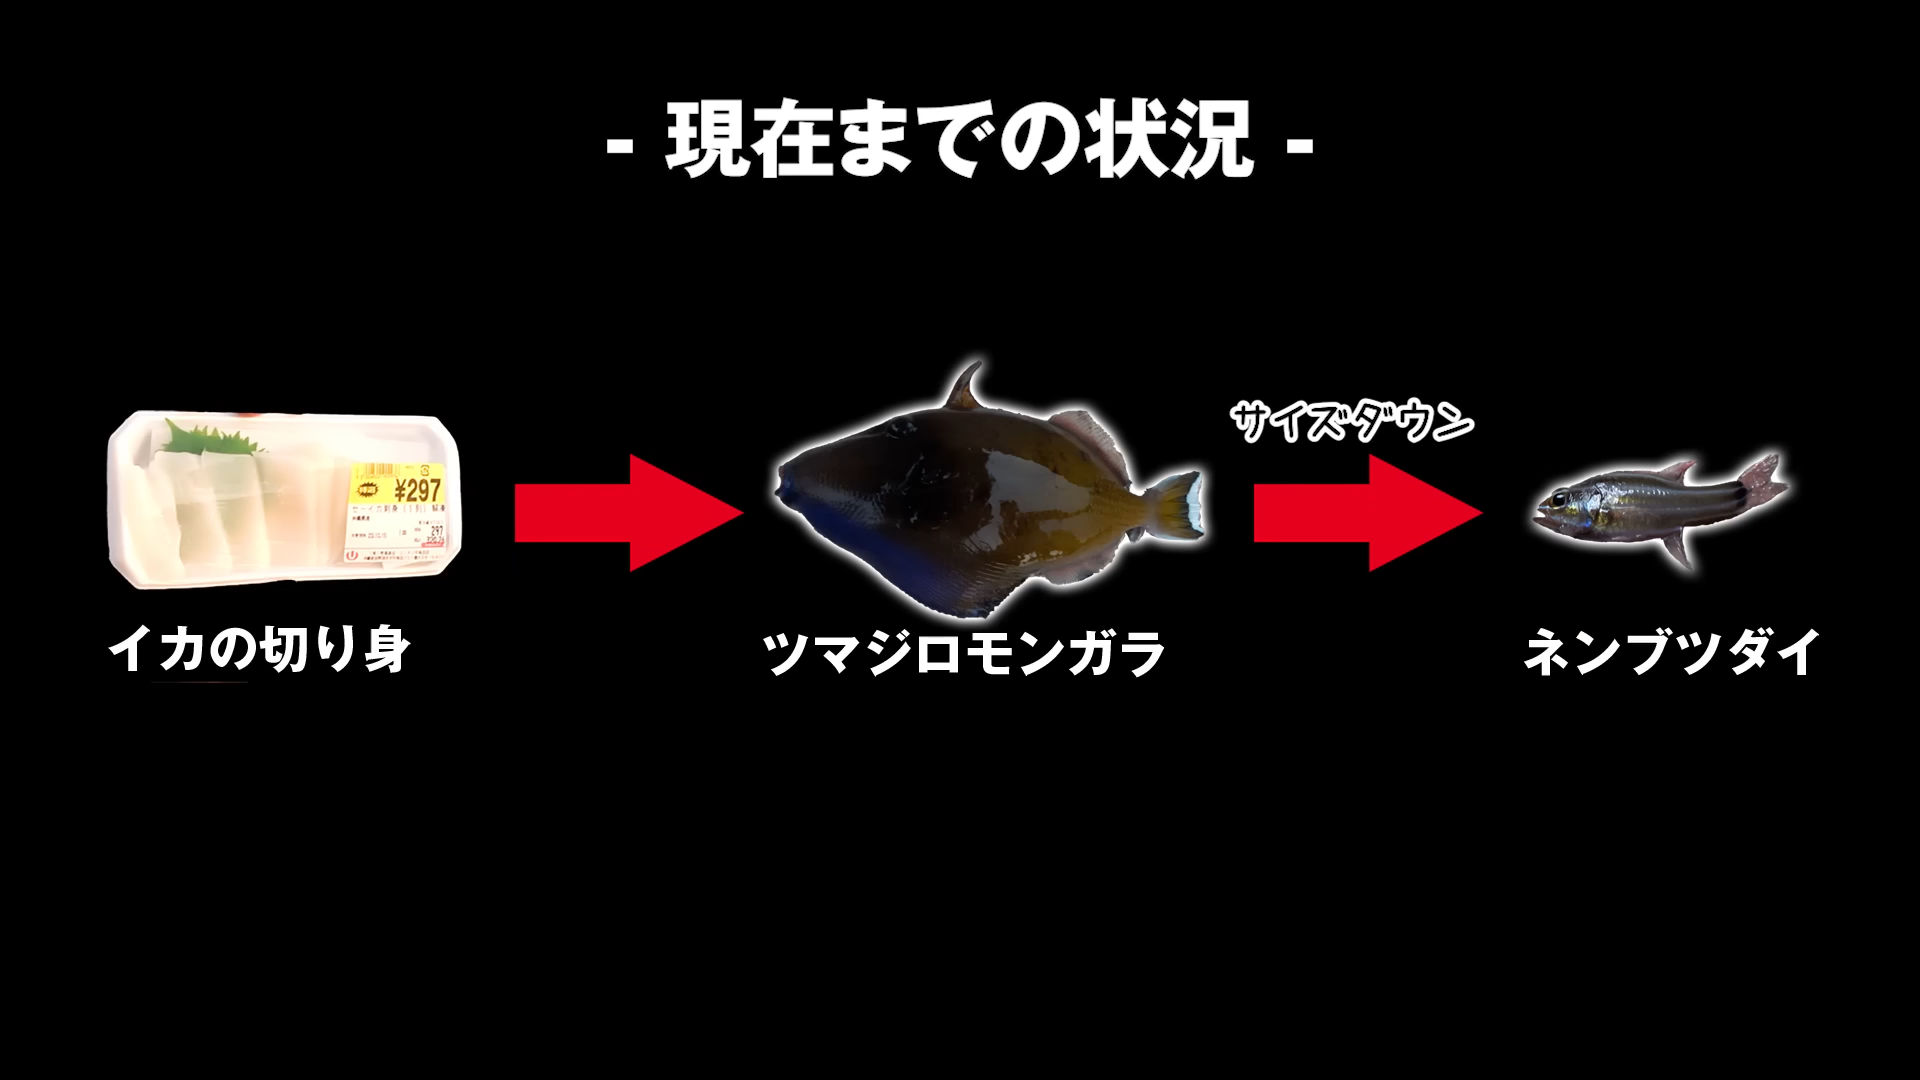 - 現在までの状況 -
サイズダウン
¥297
297
イカの切り身
ツマジロモンガラ
ネンブツダイ